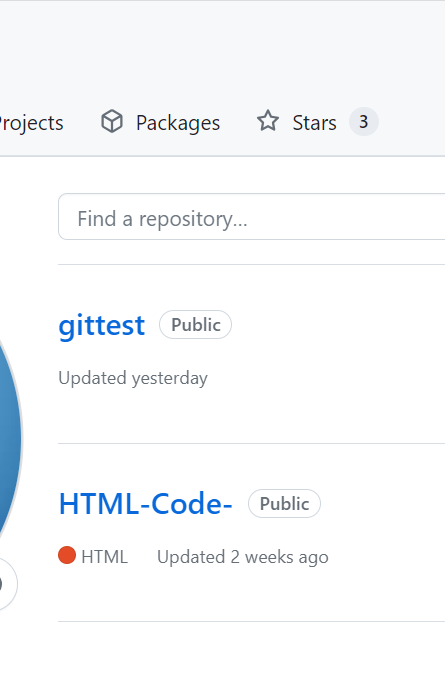 Projects Packages Stars 3
Find a repository...
gittest Public
Updated yesterday
HTML-Code- Public
HTML Updated 2 weeks ago